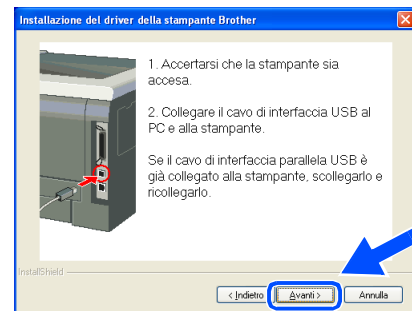 Installazione del driver della stampante Brother
1. Accertarsi che la stampante sia
accesa.
2. Collegare il cavo di interfaccia USB al
PC e alla stampante.
Se il cavo di interfaccia parallela USB è
già collegato alla stampante, scollegarlo e
ricollegarlo.
InstallShield
< Indietro Avanti > Annulla